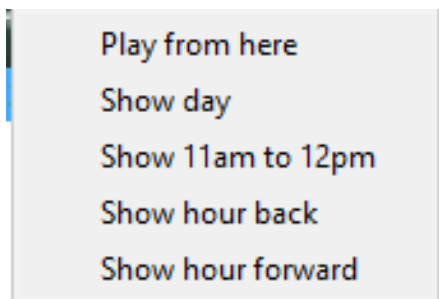 Play from here
Show day
Show 11am to 12pm
Show hour back
Show hour forward